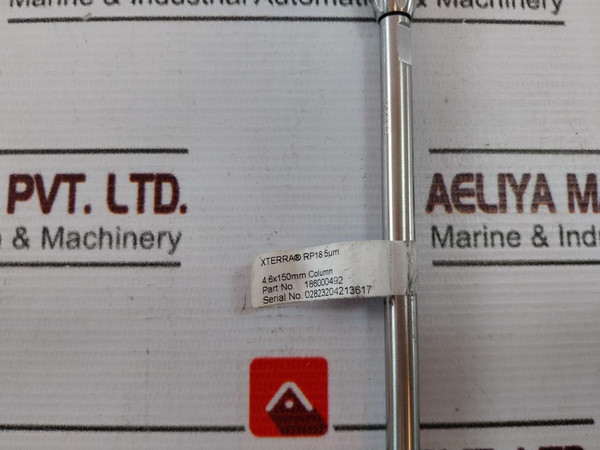 Marine & Industrial Automation & Machinery
PVT. LTD.
& Machinery
AELIYA MA
Marine & Indu
XTERRA® RP18 5µm
4.6x150mm Column
Part No. 186000492
Serial No. 02823204213617